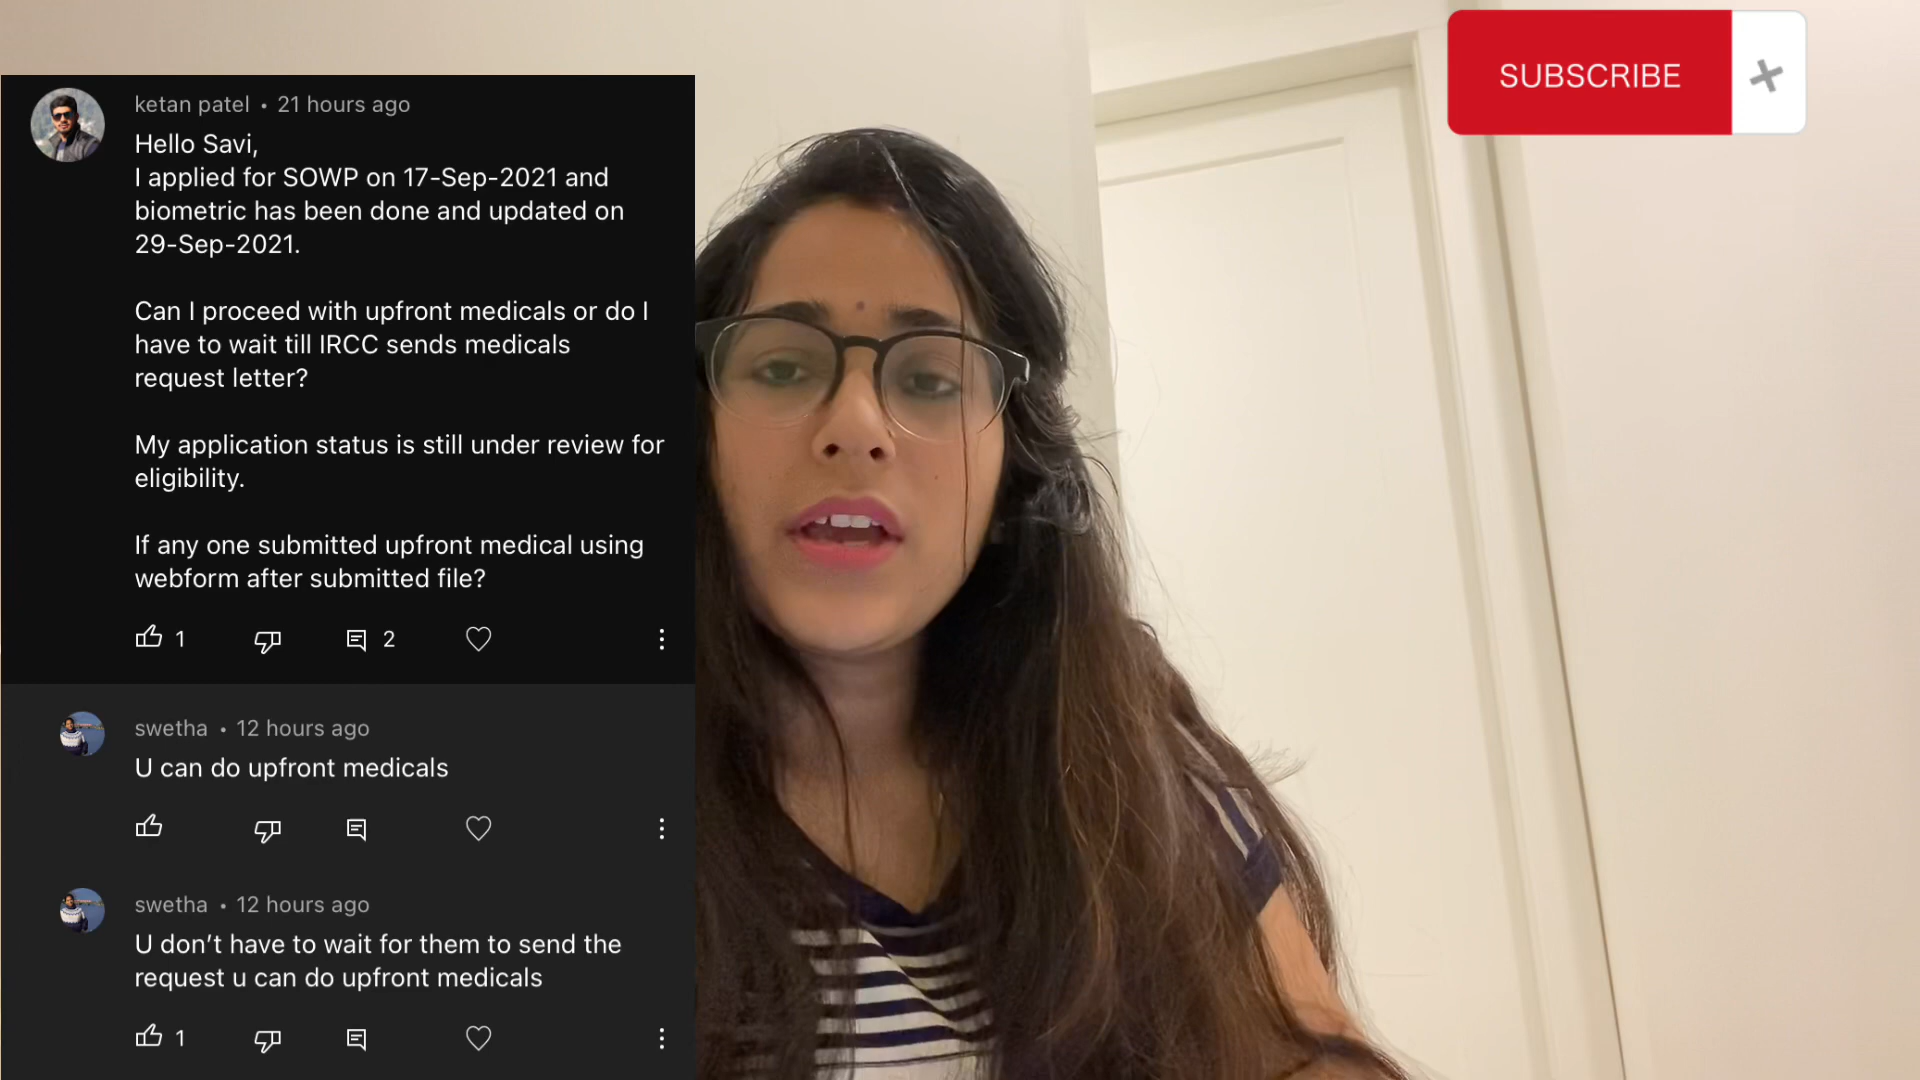 SUBSCRIBE
ketan patel • 21 hours ago
Hello Savi,
I applied for SOWP on 17-Sep-2021 and
biometric has been done and updated on
29-Sep-2021.
Can I proceed with upfront medicals or do I
have to wait till IRCC sends medicals
request letter?
My application status is still under review for
eligibility.
If any one submitted upfront medical using
webform after submitted file?
1
2
swetha • 12 hours ago
U can do upfront medicals
swetha • 12 hours ago
U don't have to wait for them to send the
request u can do upfront medicals
1